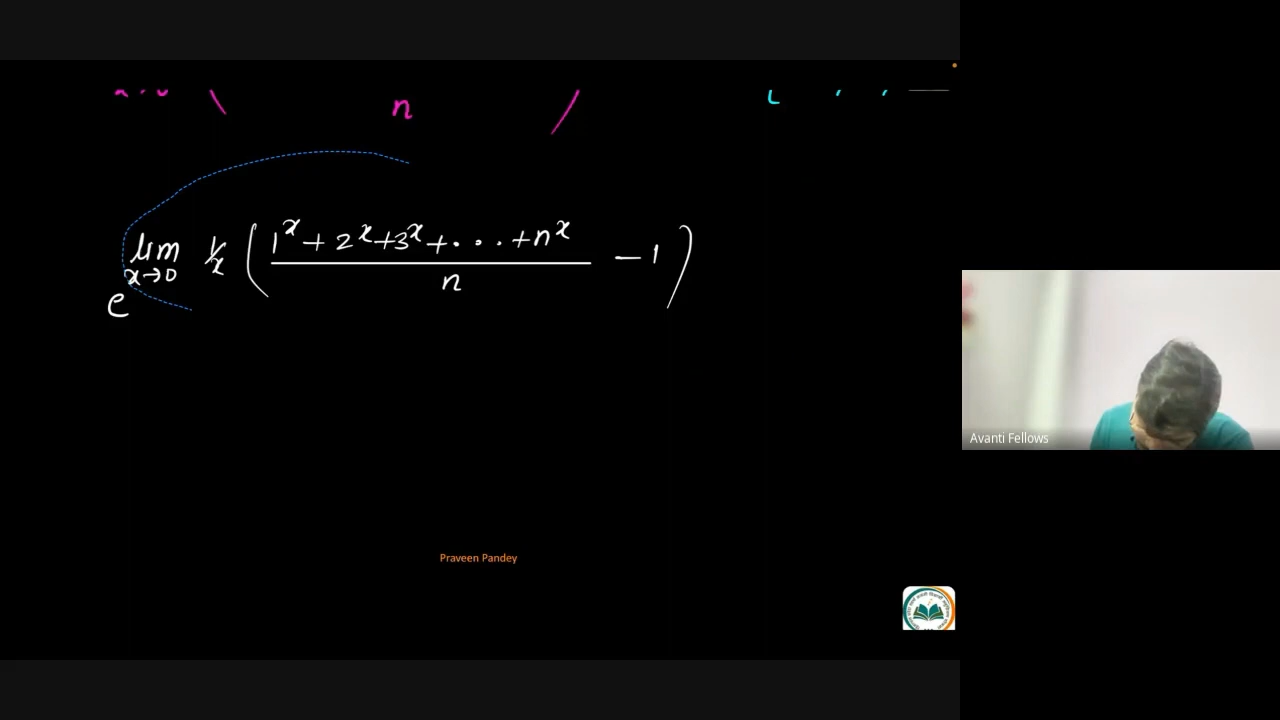 n
lim 1/x ( 1^x + 2^x + 3^x + . . . + n^x
x→0
n
- 1 )
e
Avanti Fellows
Praveen Pandey